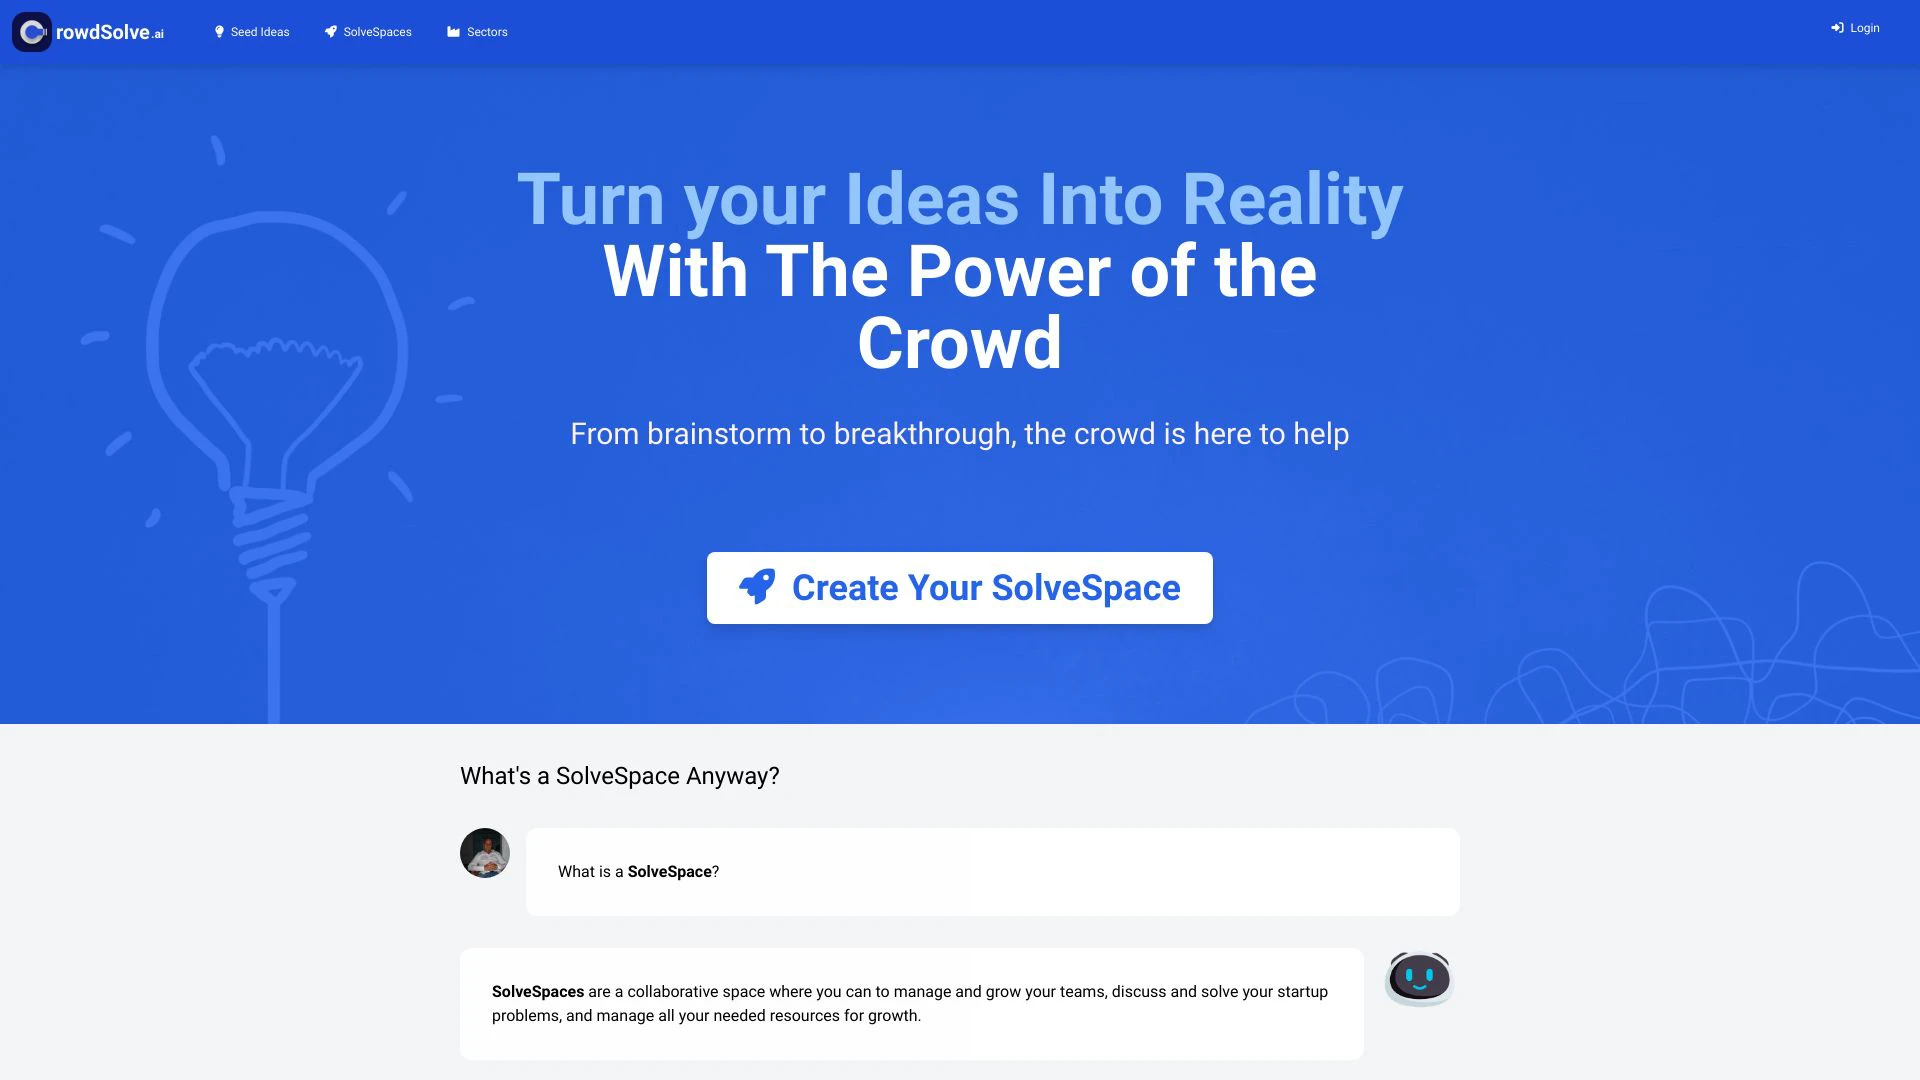 rowdSolve.ai
Seed Ideas
SolveSpaces
Sectors
Login
Turn your Ideas Into Reality
With The Power of the
Crowd
From brainstorm to breakthrough, the crowd is here to help
Create Your SolveSpace
What's a SolveSpace Anyway?
What is a SolveSpace?
SolveSpaces are a collaborative space where you can to manage and grow your teams, discuss and solve your startup
problems, and manage all your needed resources for growth.